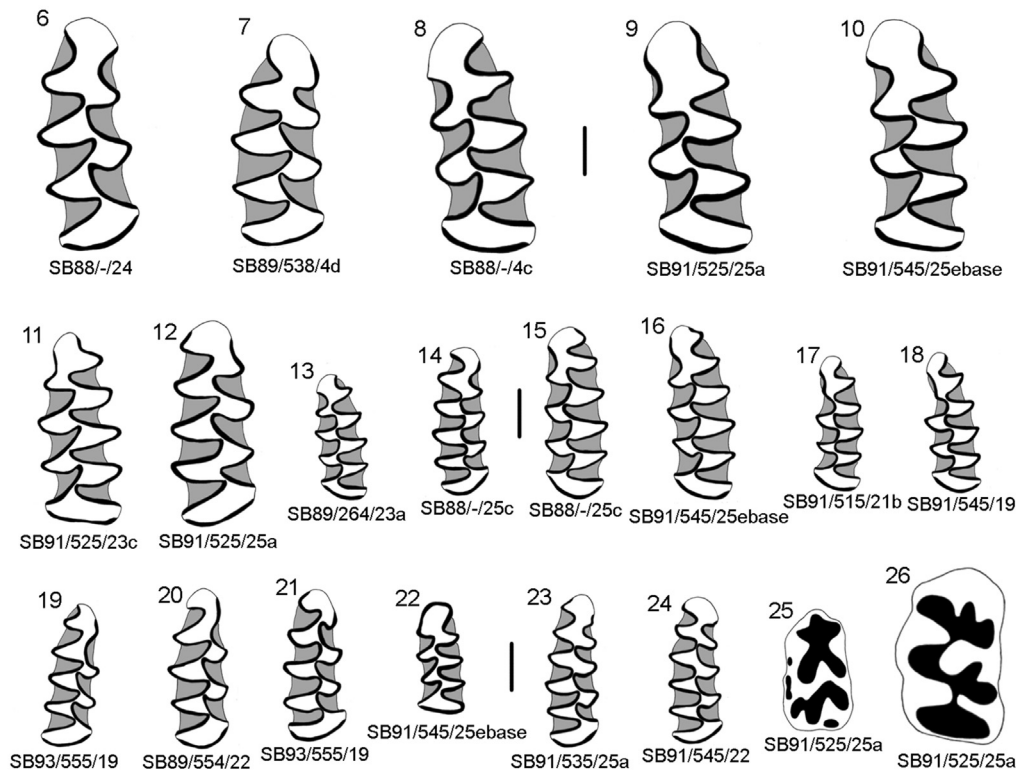 6 7 8 9 10
SB88/-/24 SB89/538/4d SB88/-/4c SB91/525/25a SB91/545/25ebase
11 12 13 14 15 16 17 18
SB91/525/23c SB91/525/25a SB89/264/23a SB88/-/25c SB88/-/25c SB91/545/25ebase SB91/515/21b SB91/545/19
19 20 21 22 23 24 25 26
SB93/555/19 SB89/554/22 SB93/555/19 SB91/545/25ebase SB91/535/25a SB91/545/22 SB91/525/25a SB91/525/25a